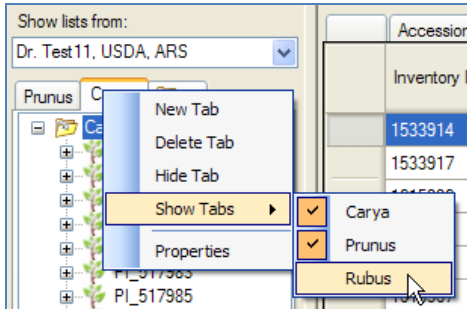 Show lists from:
Dr. Test11, USDA, ARS
Prunus
New Tab
Delete Tab
Hide Tab
Show Tabs
Properties
Carya
Prunus
Rubus
PI_517983
PI_517985
Accession
Inventory
1533914
1533917